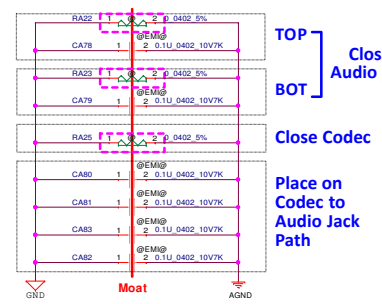 RA22 1 @ 2 0_0402_5%
TOP
@EMI@
CA78 1 2 0.1U_0402_10V7K
Clos
Audio
RA23 1 @ 2 0_0402_5%
BOT
@EMI@
CA79 1 2 0.1U_0402_10V7K
RA25 1 @ 2 0_0402_5%
Close Codec
@EMI@
CA80 1 2 0.1U_0402_10V7K
@EMI@
CA81 1 2 0.1U_0402_10V7K
@EMI@
CA83 1 2 0.1U_0402_10V7K
@EMI@
CA82 1 2 0.1U_0402_10V7K
Place on
Codec to
Audio Jack
Path
GND
Moat
AGND